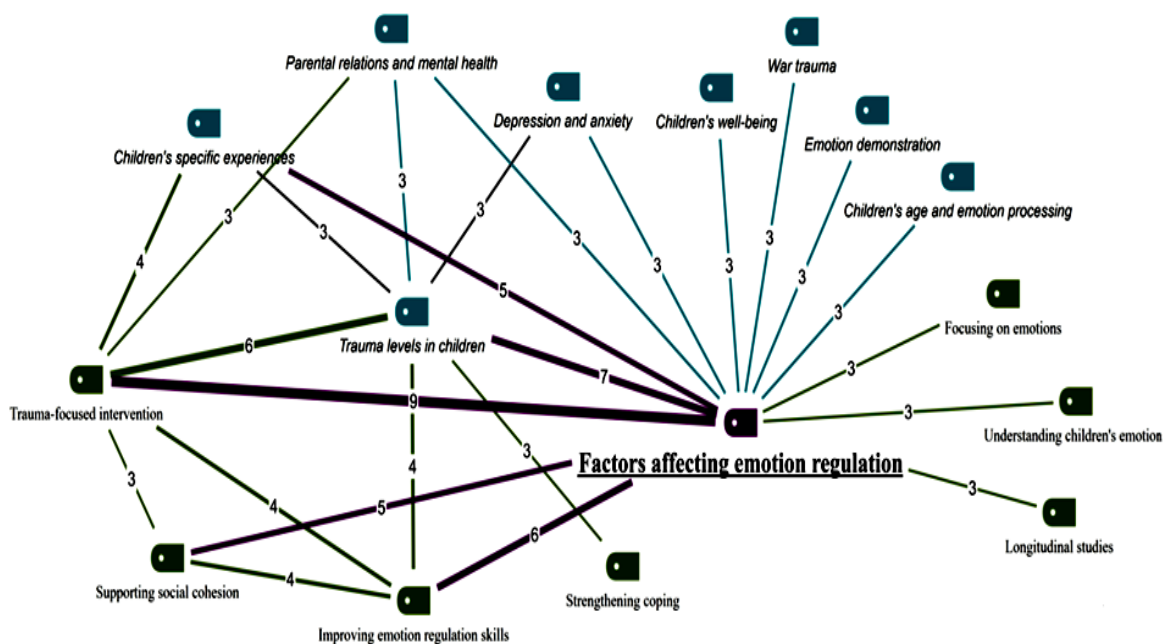 War trauma
Parental relations and mental health
Depression and anxiety
Children's well-being
Emotion demonstration
Children's specific experiences
Children's age and emotion processing
3
3
3
3
4
3
3
3
3
3
3
3
5
Focusing on emotions
6
Trauma levels in children
7
3
Trauma-focused intervention
9
3
Understanding children's emotion
Factors affecting emotion regulation
3
4
3
3
4
5
6
Longitudinal studies
Supporting social cohesion
4
Strengthening coping
Improving emotion regulation skills